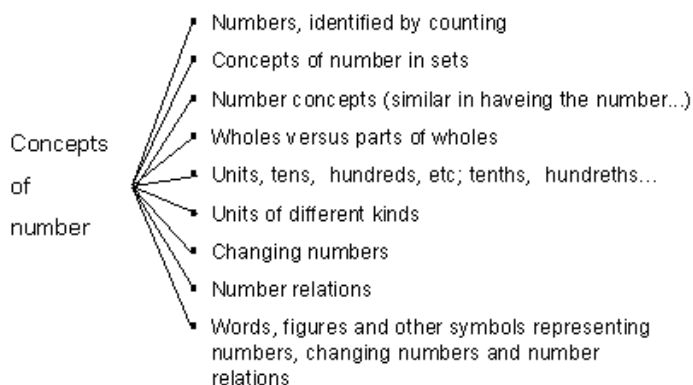 Concepts
of
number
Numbers, identified by counting
Concepts of number in sets
Number concepts (similar in haveing the number...)
Wholes versus parts of wholes
Units, tens, hundreds, etc; tenths, hundreths...
Units of different kinds
Changing numbers
Number relations
Words, figures and other symbols representing
numbers, changing numbers and number
relations